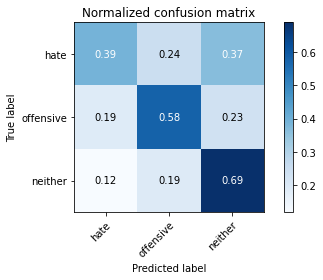 Normalized confusion matrix
True label
hate 0.39 0.24 0.37
offensive 0.19 0.58 0.23
neither 0.12 0.19 0.69
hate offensive neither
Predicted label
0.6
0.5
0.4
0.3
0.2